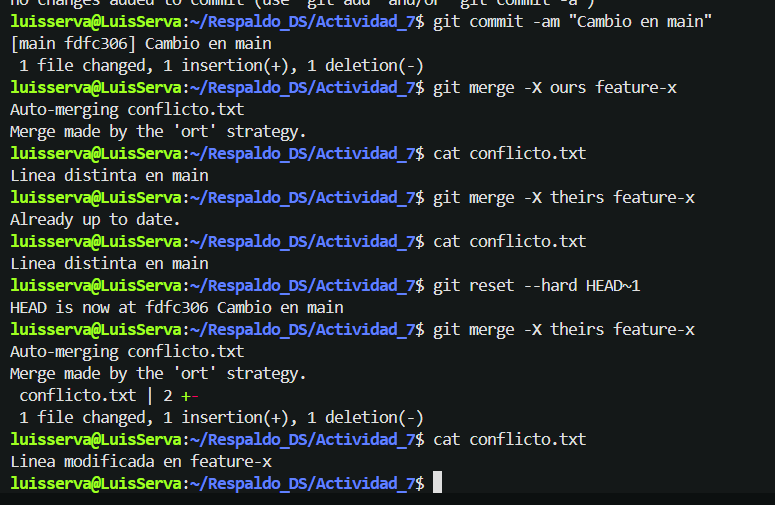 no changes added to commit (use "git add" and/or "git commit -a")
luisserva@LuisServa:~/Respaldo_DS/Actividad_7$ git commit -am "Cambio en main"
[main fdfc306] Cambio en main
 1 file changed, 1 insertion(+), 1 deletion(-)
luisserva@LuisServa:~/Respaldo_DS/Actividad_7$ git merge -X ours feature-x
Auto-merging conflicto.txt
Merge made by the 'ort' strategy.
luisserva@LuisServa:~/Respaldo_DS/Actividad_7$ cat conflicto.txt
Linea distinta en main
luisserva@LuisServa:~/Respaldo_DS/Actividad_7$ git merge -X theirs feature-x
Already up to date.
luisserva@LuisServa:~/Respaldo_DS/Actividad_7$ cat conflicto.txt
Linea distinta en main
luisserva@LuisServa:~/Respaldo_DS/Actividad_7$ git reset --hard HEAD~1
HEAD is now at fdfc306 Cambio en main
luisserva@LuisServa:~/Respaldo_DS/Actividad_7$ git merge -X theirs feature-x
Auto-merging conflicto.txt
Merge made by the 'ort' strategy.
 conflicto.txt | 2 +-
 1 file changed, 1 insertion(+), 1 deletion(-)
luisserva@LuisServa:~/Respaldo_DS/Actividad_7$ cat conflicto.txt
Linea modificada en feature-x
luisserva@LuisServa:~/Respaldo_DS/Actividad_7$